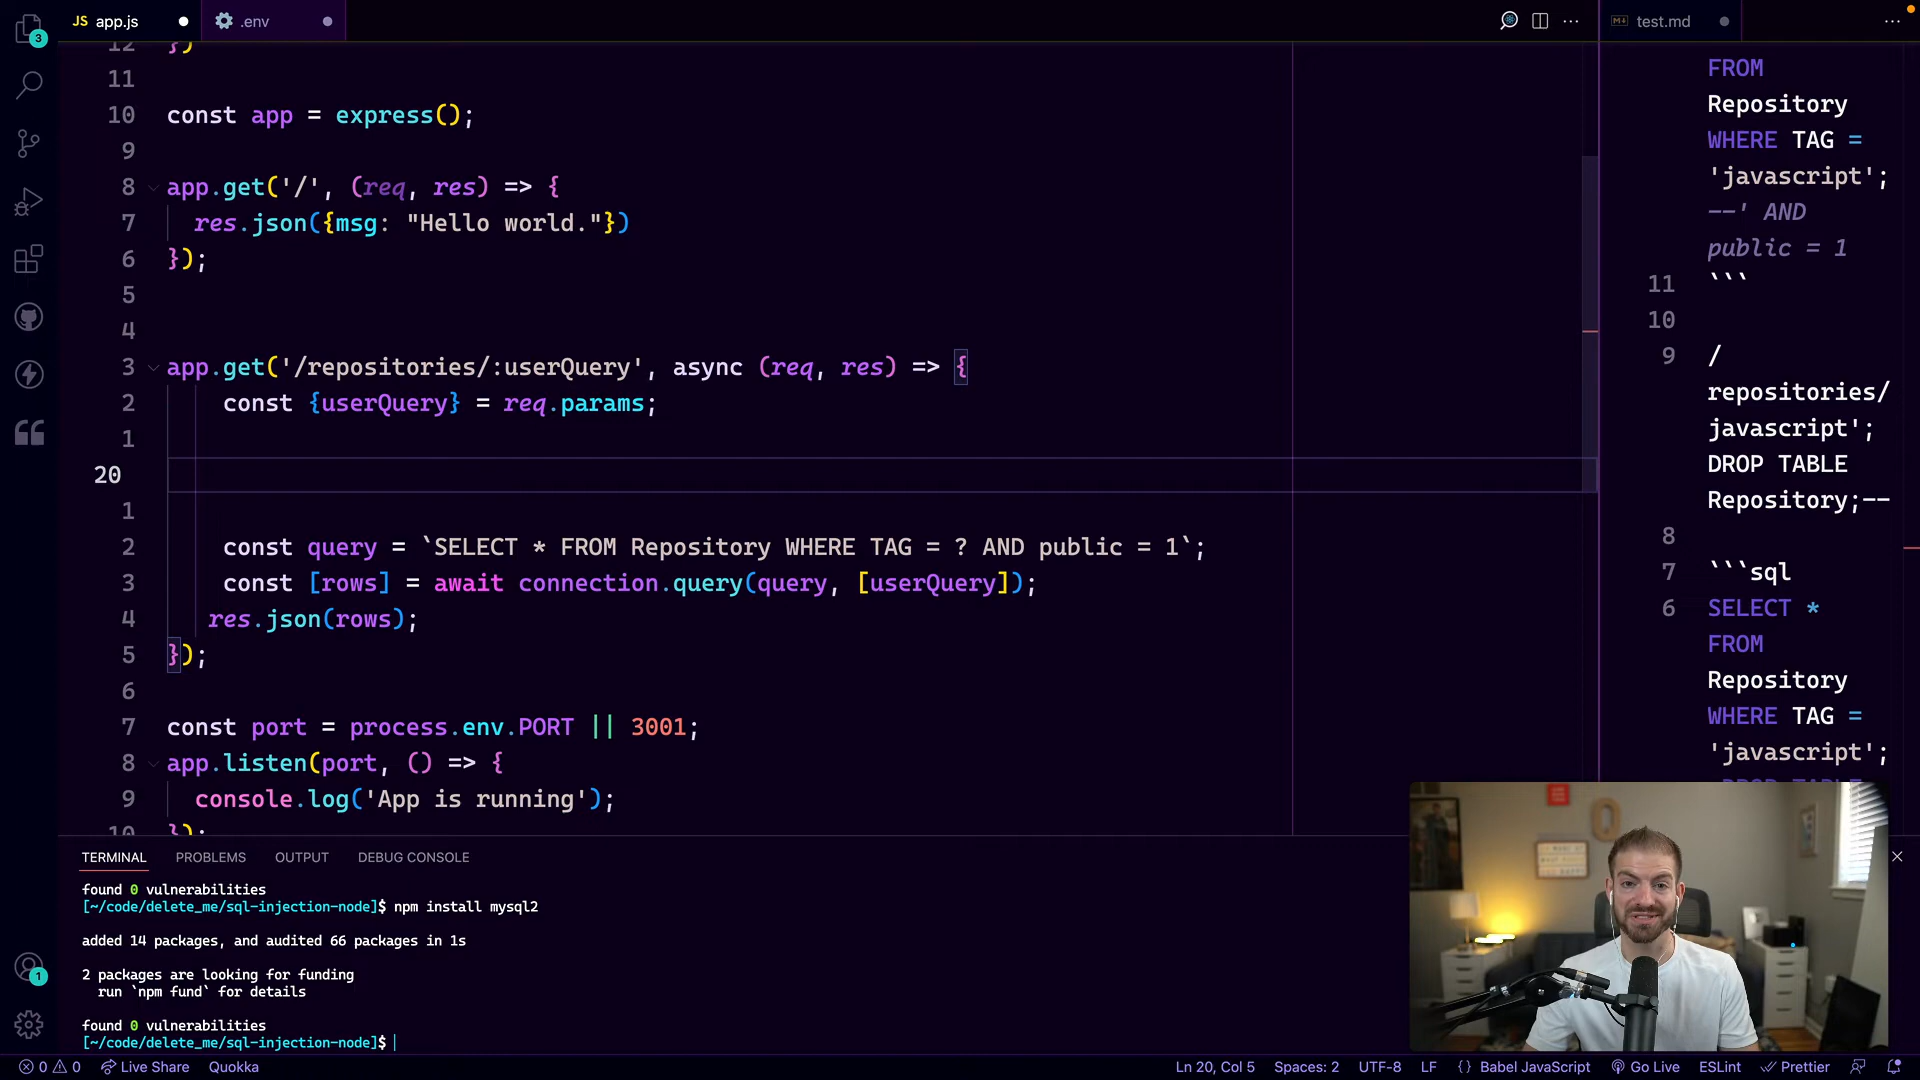 3
JS app.js
.env
test.md
12 })
11
10 const app = express();
9
8 app.get('/', (req, res) => {
7 res.json({msg: "Hello world."})
6 });
5
4
3 app.get('/repositories/:userQuery', async (req, res) => {
2 const {userQuery} = req.params;
1
20
1
2 const query = `SELECT * FROM Repository WHERE TAG = ? AND public = 1`;
3 const [rows] = await connection.query(query, [userQuery]);
4 res.json(rows);
5 });
6
7 const port = process.env.PORT || 3001;
8 app.listen(port, () => {
9 console.log('App is running');
10 });
FROM
Repository
WHERE TAG =
'javascript';
--' AND
public = 1
11 ```
10
9 /
repositories/
javascript';
DROP TABLE
Repository;--
8
7 ```sql
6 SELECT *
FROM
Repository
WHERE TAG =
'javascript';
DROP TABLE
TERMINAL PROBLEMS OUTPUT DEBUG CONSOLE
found 0 vulnerabilities
[~/code/delete_me/sql-injection-node]$ npm install mysql2
added 14 packages, and audited 66 packages in 1s
2 packages are looking for funding
run `npm fund` for details
found 0 vulnerabilities
[~/code/delete_me/sql-injection-node]$
1
0 0 Live Share Quokka
Ln 20, Col 5 Spaces: 2 UTF-8 LF {} Babel JavaScript Go Live ESLint Prettier